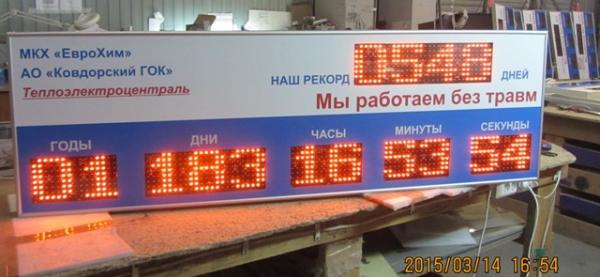 МКХ «ЕвроХим»
АО «Ковдорский ГОК»
Теплоэлектроцентраль
НАШ РЕКОРД 0548 ДНЕЙ
Мы работаем без травм
ГОДЫ ДНИ ЧАСЫ МИНУТЫ СЕКУНДЫ
01 183 16 53 54
2015/03/14 16:54